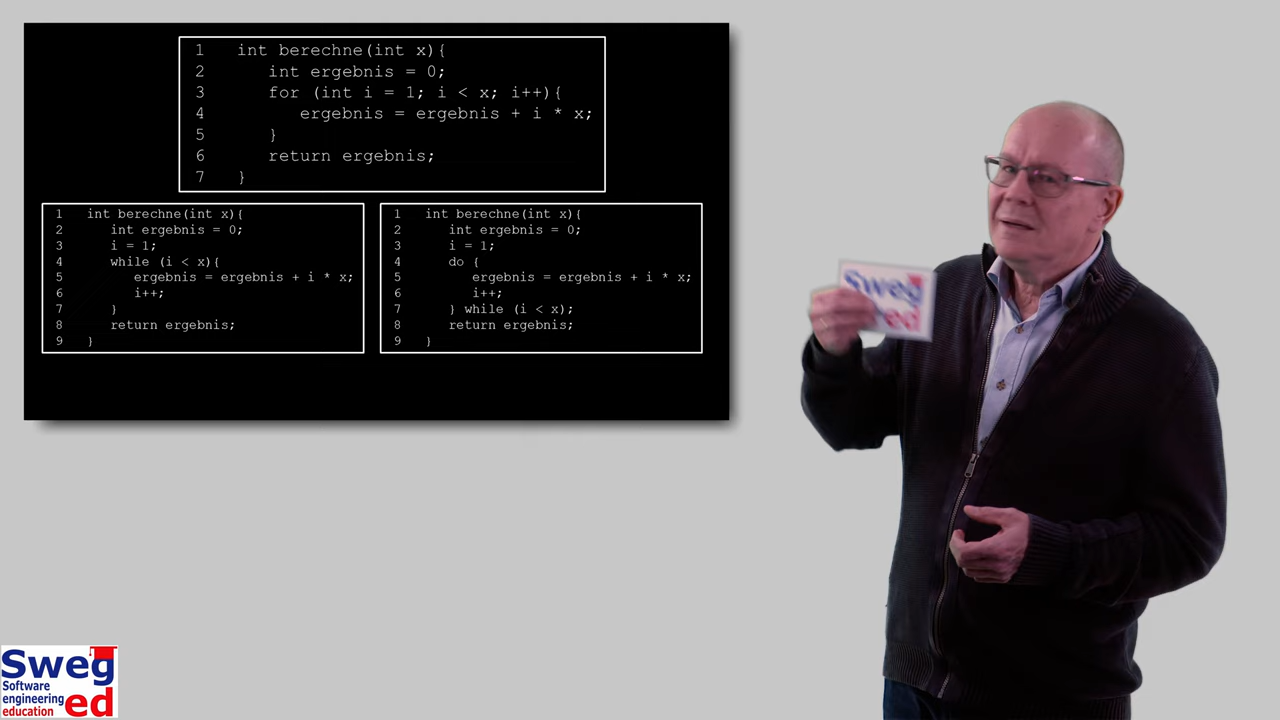 1 int berechne(int x){
2 int ergebnis = 0;
3 for (int i = 1; i < x; i++){
4 ergebnis = ergebnis + i * x;
5 }
6 return ergebnis;
7 }
1 int berechne(int x){
2 int ergebnis = 0;
3 i = 1;
4 while (i < x){
5 ergebnis = ergebnis + i * x;
6 i++;
7 }
8 return ergebnis;
9 }
1 int berechne(int x){
2 int ergebnis = 0;
3 i = 1;
4 do {
5 ergebnis = ergebnis + i * x;
6 i++;
7 } while (i < x);
8 return ergebnis;
9 }
Sweg
ed
Sweg
Software
engineering
education ed